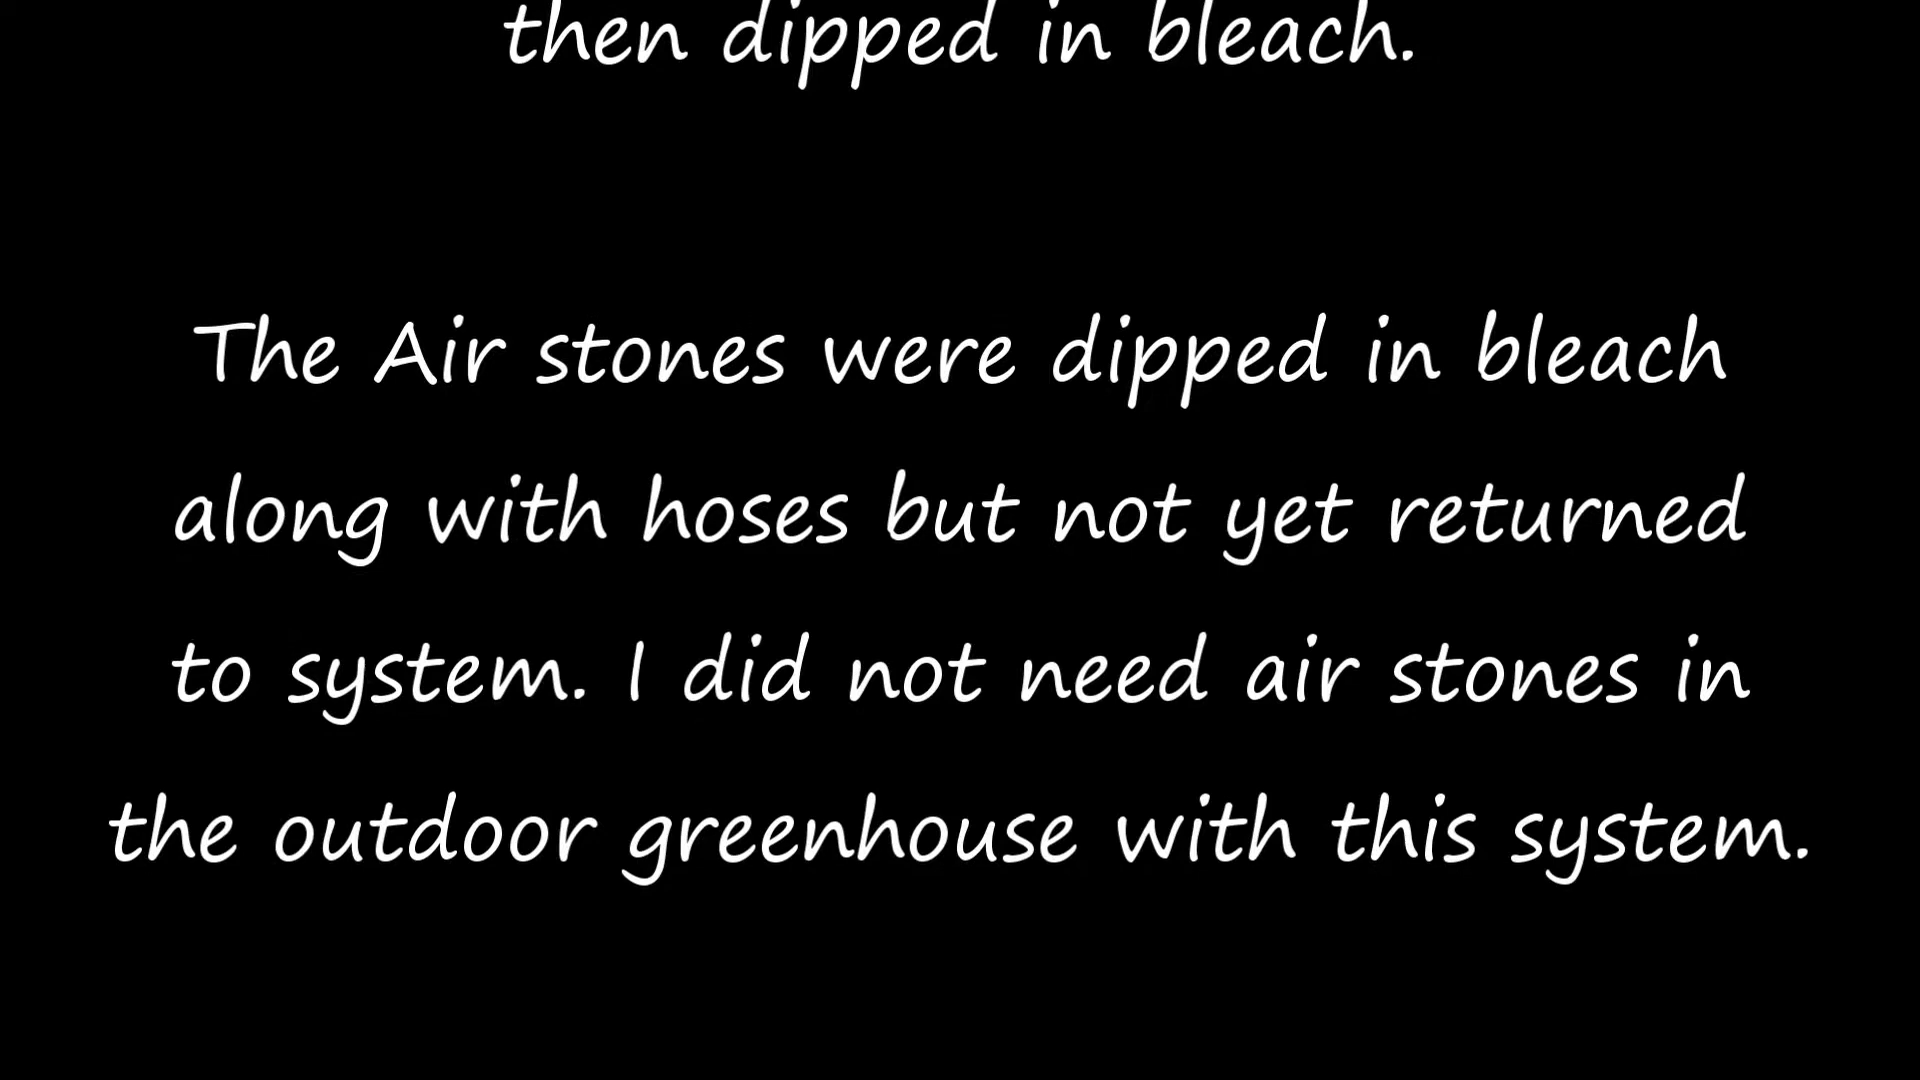 then dipped in bleach.
The Air stones were dipped in bleach
along with hoses but not yet returned
to system. I did not need air stones in
the outdoor greenhouse with this system.